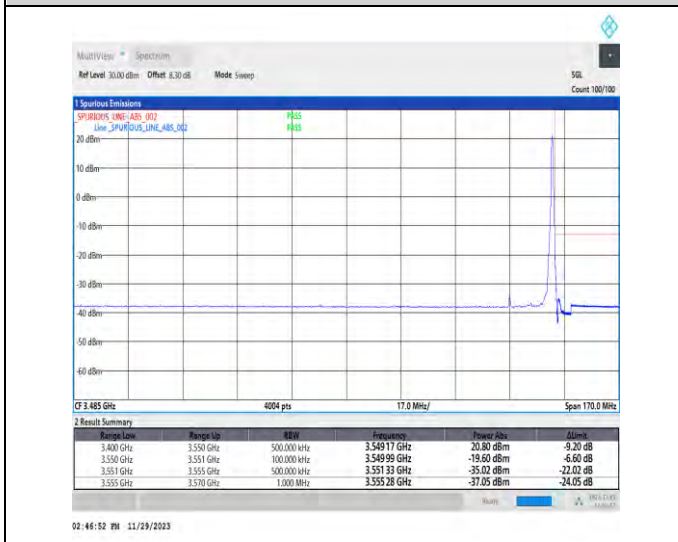 MultiView Spectrum
Ref Level 30.00 dBm Offset 8.30 dB Mode Sweep SGL
Count 100/100
1 Spurious Emissions
_SPURIOUS_LINE_ABS_002 PASS
Line _SPURIOUS_LINE_ABS_002 PASS
20 dBm
10 dBm
0 dBm
-10 dBm
-20 dBm
-30 dBm
-40 dBm
-50 dBm
-60 dBm
CF 3.485 GHz 4004 pts 17.0 MHz/ Span 170.0 MHz
2 Result Summary
Range Low Range Up RBW Frequency Power Abs ΔLimit
3.400 GHz 3.550 GHz 500.000 kHz 3.549 17 GHz 20.80 dBm -9.20 dB
3.550 GHz 3.551 GHz 100.000 kHz 3.549 99 GHz -19.60 dBm -6.60 dB
3.551 GHz 3.555 GHz 500.000 kHz 3.551 33 GHz -35.02 dBm -22.02 dB
3.555 GHz 3.570 GHz 1.000 MHz 3.555 28 GHz -37.05 dBm -24.05 dB
Ready
02:46:52 PM 11/29/2023